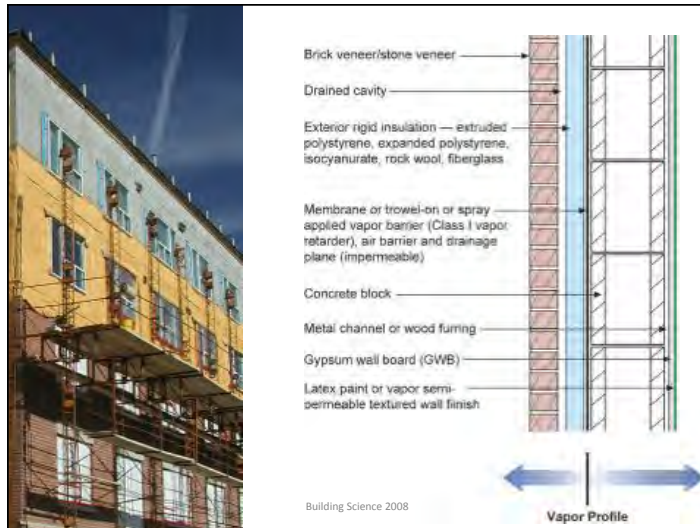 Brick veneer/stone veneer
Drained cavity
Exterior rigid insulation — extruded
polystyrene, expanded polystyrene,
isocyanurate, rock wool, fiberglass
Membrane or trowel-on or spray
applied vapor barrier (Class I vapor
retarder), air barrier and drainage
plane (impermeable)
Concrete block
Metal channel or wood furring
Gypsum wall board (GWB)
Latex paint or vapor semi-
permeable textured wall finish
Building Science 2008
Vapor Profile